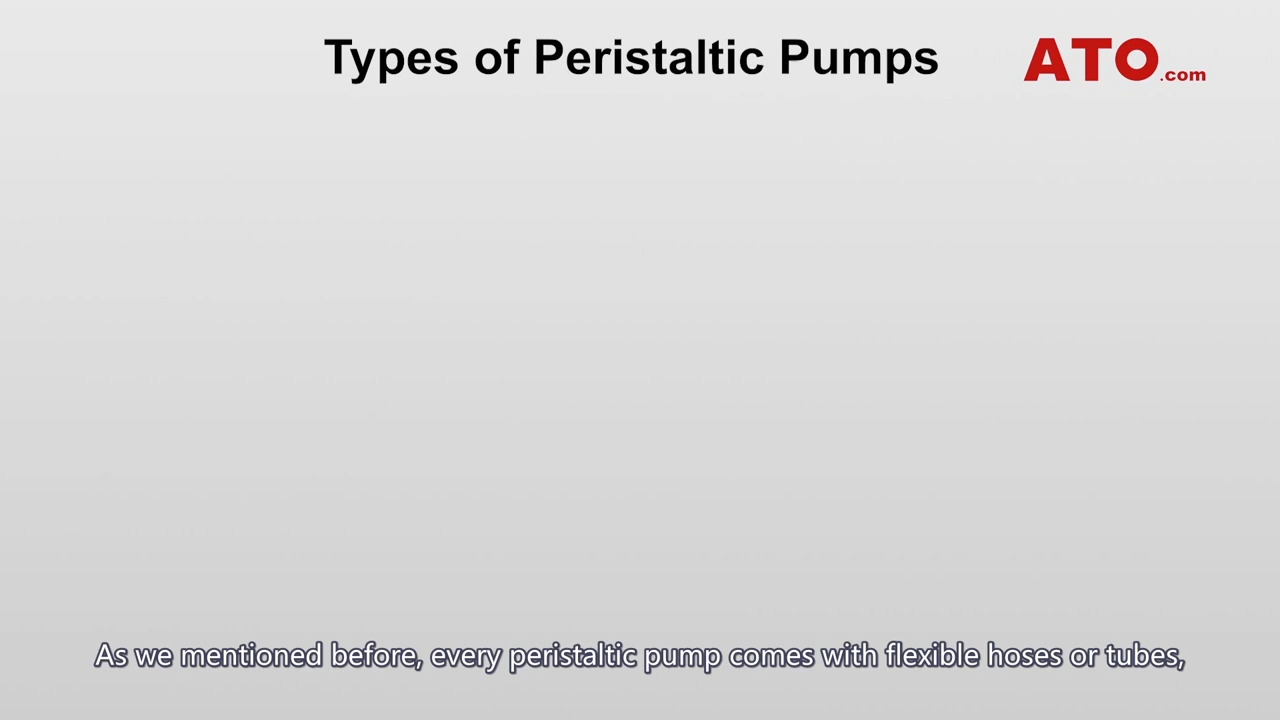 Types of Peristaltic Pumps
ATO.com
As we mentioned before, every peristaltic pump comes with flexible hoses or tubes,